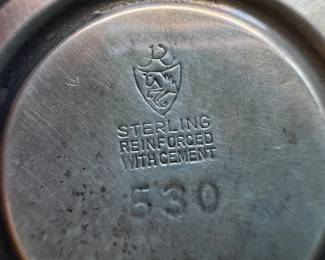 R
STERLING
REINFORCED
WITH CEMENT
530